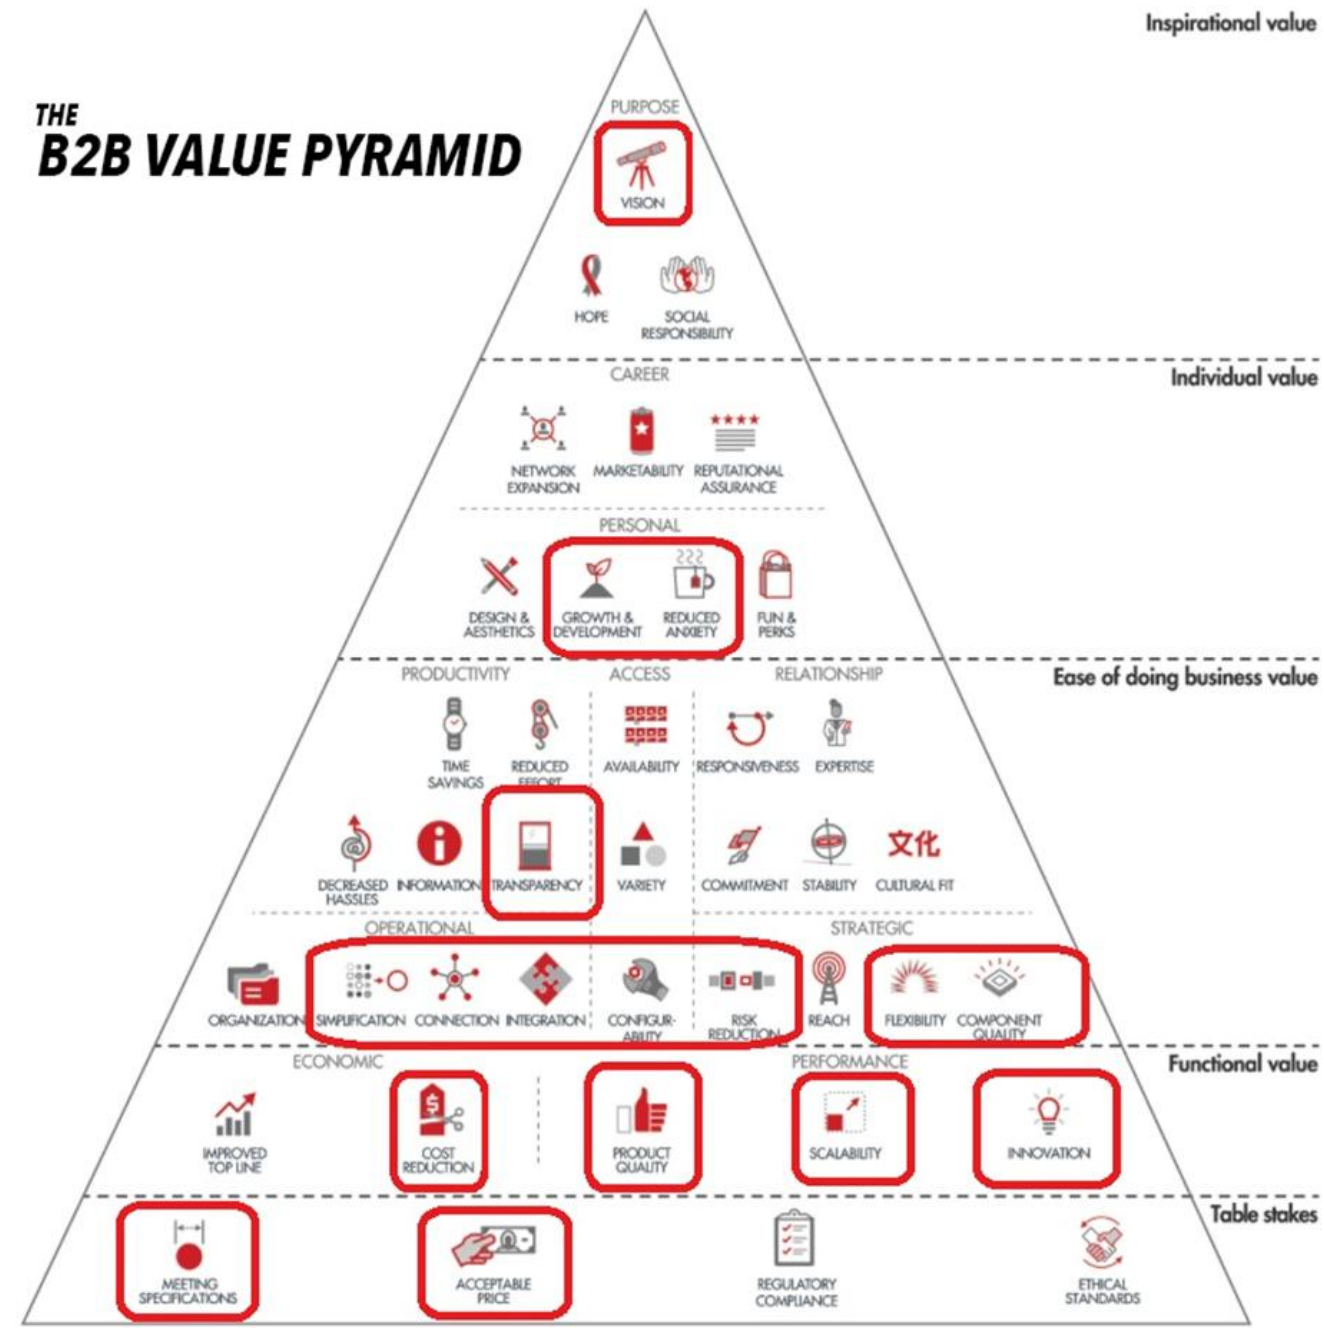 Inspirational value
THE
B2B VALUE PYRAMID
PURPOSE
VISION
HOPE
SOCIAL
RESPONSIBILITY
Individual value
CAREER
NETWORK
EXPANSION
MARKETABILITY
REPUTATIONAL
ASSURANCE
PERSONAL
DESIGN &
AESTHETICS
GROWTH &
DEVELOPMENT
REDUCED
ANXIETY
FUN &
PERKS
Ease of doing business value
PRODUCTIVITY
ACCESS
RELATIONSHIP
TIME
SAVINGS
REDUCED
EFFORT
AVAILABILITY
RESPONSIVENESS
EXPERTISE
DECREASED
HASSLES
INFORMATION
TRANSPARENCY
VARIETY
COMMITMENT
STABILITY
文化
CULTURAL FIT
OPERATIONAL
STRATEGIC
ORGANIZATION
SIMPLIFICATION
CONNECTION
INTEGRATION
CONFIGUR-
ABILITY
RISK
REDUCTION
REACH
FLEXIBILITY
COMPONENT
QUALITY
Functional value
ECONOMIC
PERFORMANCE
IMPROVED
TOP LINE
$
COST
REDUCTION
PRODUCT
QUALITY
SCALABILITY
INNOVATION
Table stakes
MEETING
SPECIFICATIONS
ACCEPTABLE
PRICE
REGULATORY
COMPLIANCE
ETHICAL
STANDARDS